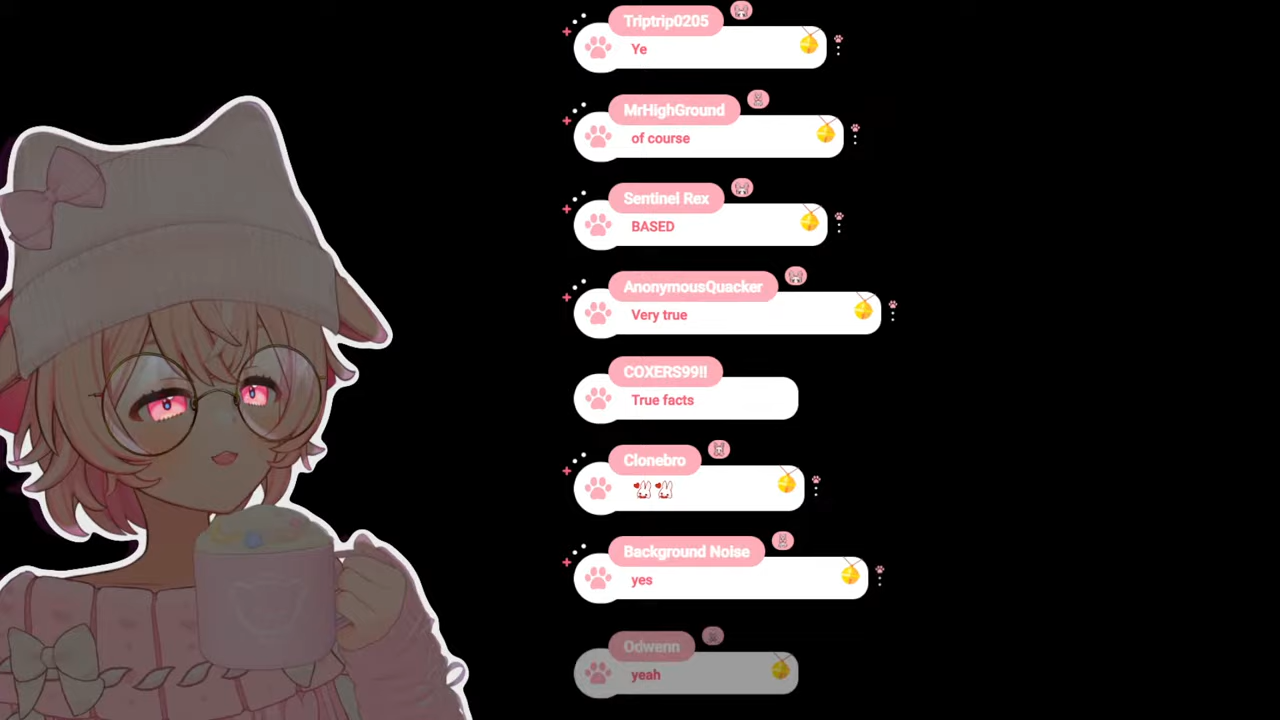 Triptrip0205
Ye
MrHighGround
of course
Sentinel Rex
BASED
AnonymousQuacker
Very true
COXERS99!!
True facts
Clonebro
Background Noise
yes
Odwenn
yeah